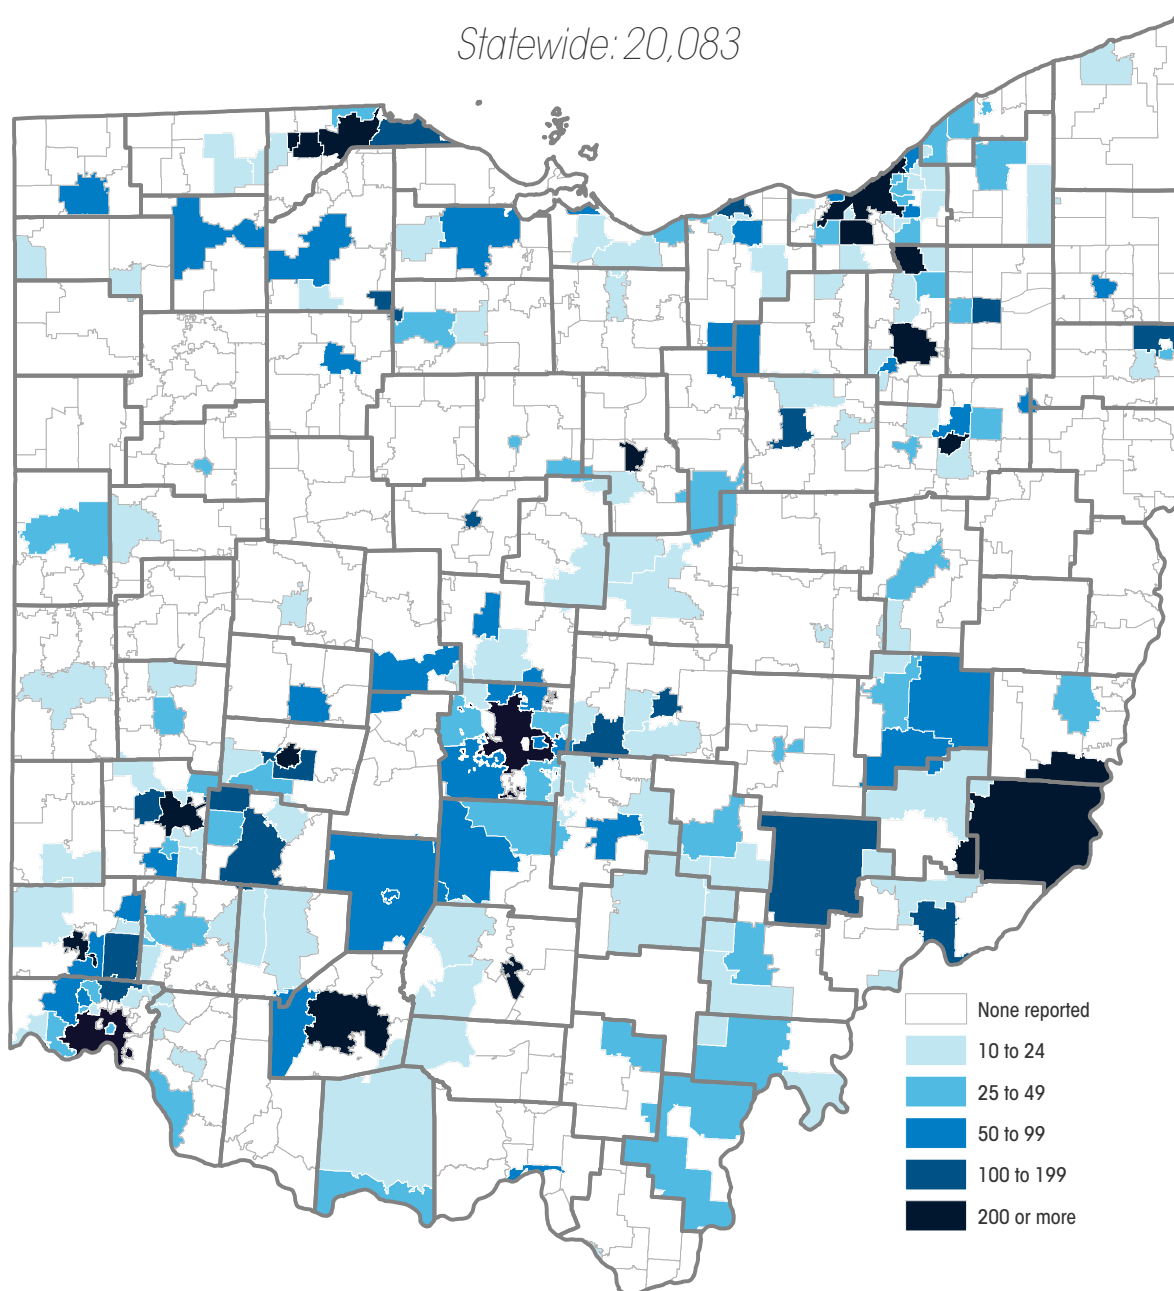 Statewide: 20,083
None reported
10 to 24
25 to 49
50 to 99
100 to 199
200 or more